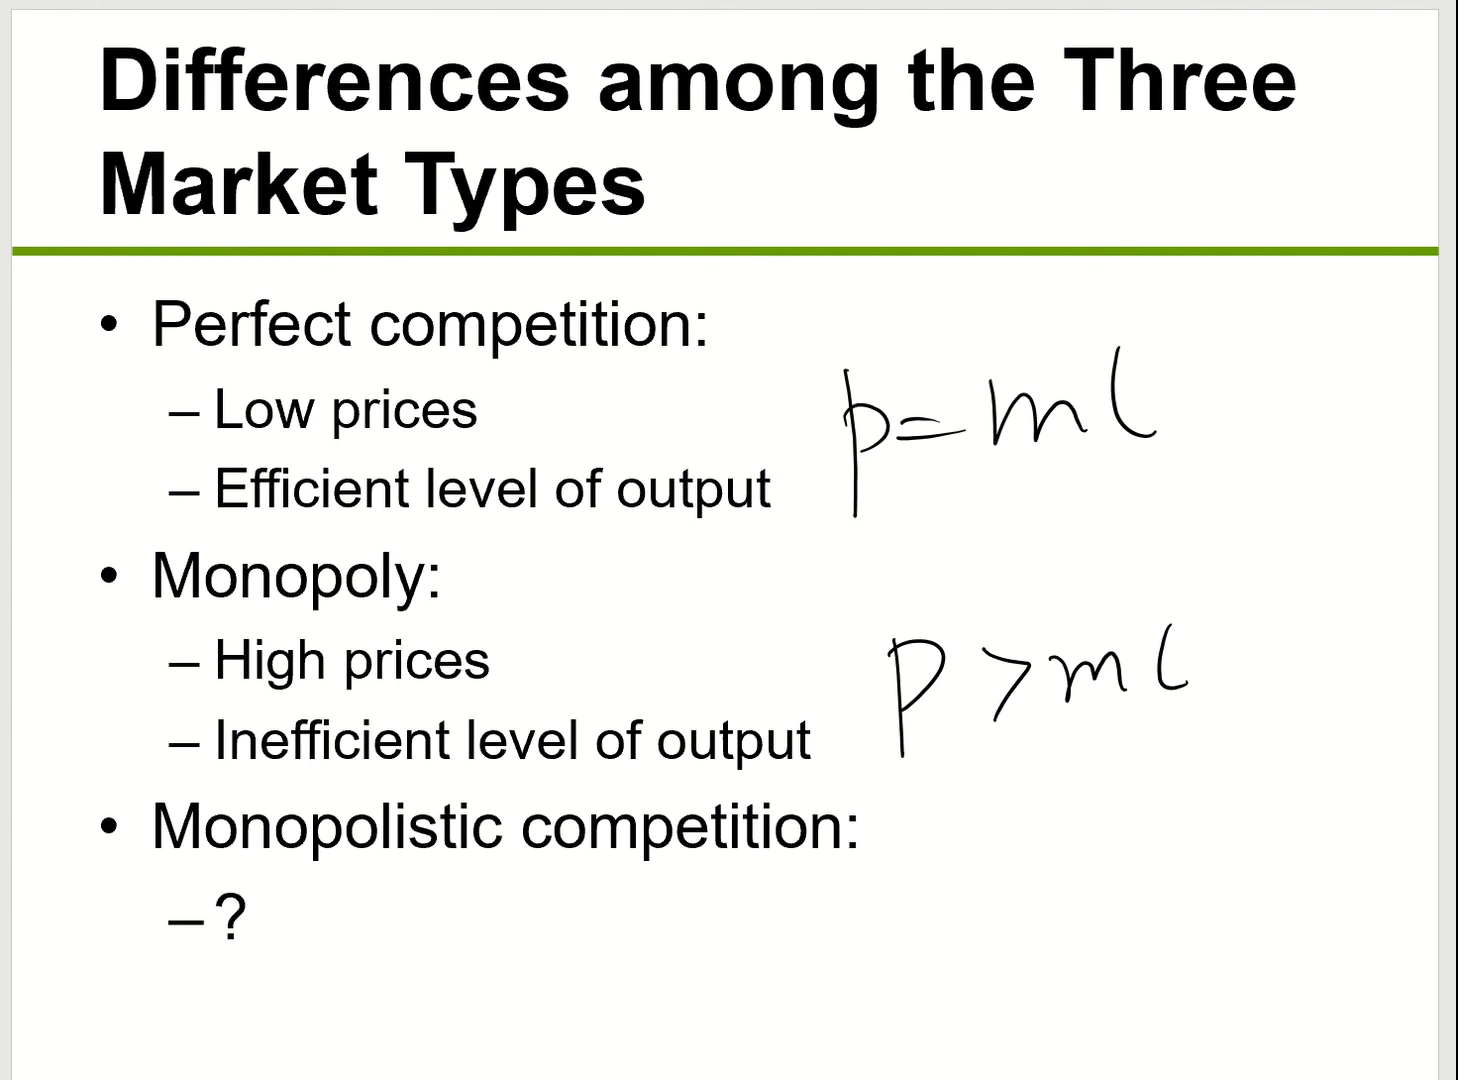 Differences among the Three
Market Types
• Perfect competition:
– Low prices
p = mc
– Efficient level of output
• Monopoly:
– High prices
P > mc
– Inefficient level of output
• Monopolistic competition:
– ?